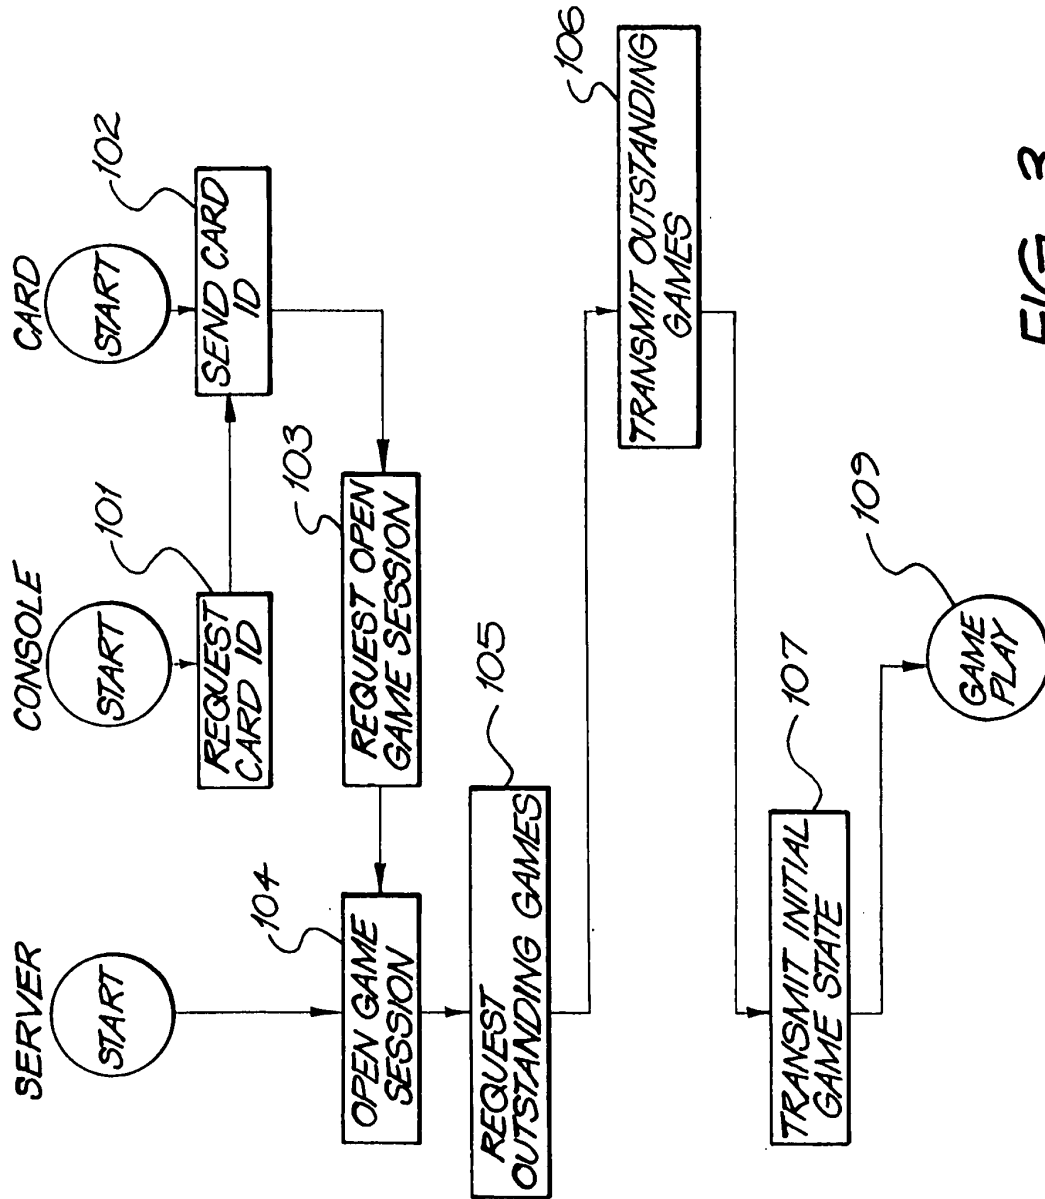 SERVER
CONSOLE
CARD
START
START
START
101
102
REQUEST
CARD ID
SEND CARD
ID
104
103
OPEN GAME
SESSION
REQUEST OPEN
GAME SESSION
105
REQUEST
OUTSTANDING GAMES
106
TRANSMIT OUTSTANDING
GAMES
107
TRANSMIT INITIAL
GAME STATE
109
GAME
PLAY
FIG. 3